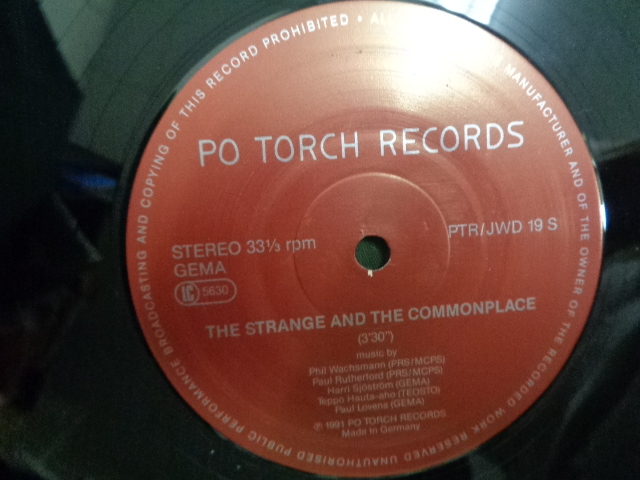 PO TORCH RECORDS
STEREO 33⅓ rpm
GEMA
LC 5630
PTR/JWD 19 S
THE STRANGE AND THE COMMONPLACE
(3'30")
music by
Phil Wachsmann (PRS/MCPS)
Paul Rutherford (PRS/MCPS)
Harri Sjöström (GEMA)
Teppo Hauta-aho (TEOSTO)
Paul Lovens (GEMA)
℗ 1991 PO TORCH RECORDS
Made in Germany
MANUFACTURER AND OF THE OWNER OF THE RECORDED WORK RESERVED UNAUTHORISED PUBLIC PERFORMANCE BROADCASTING AND COPYING OF THIS RECORD PROHIBITED •